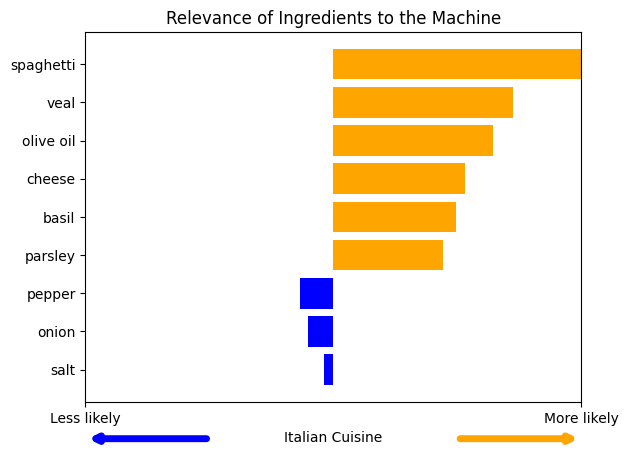 Relevance of Ingredients to the Machine
spaghetti
veal
olive oil
cheese
basil
parsley
pepper
onion
salt
Less likely
More likely
Italian Cuisine